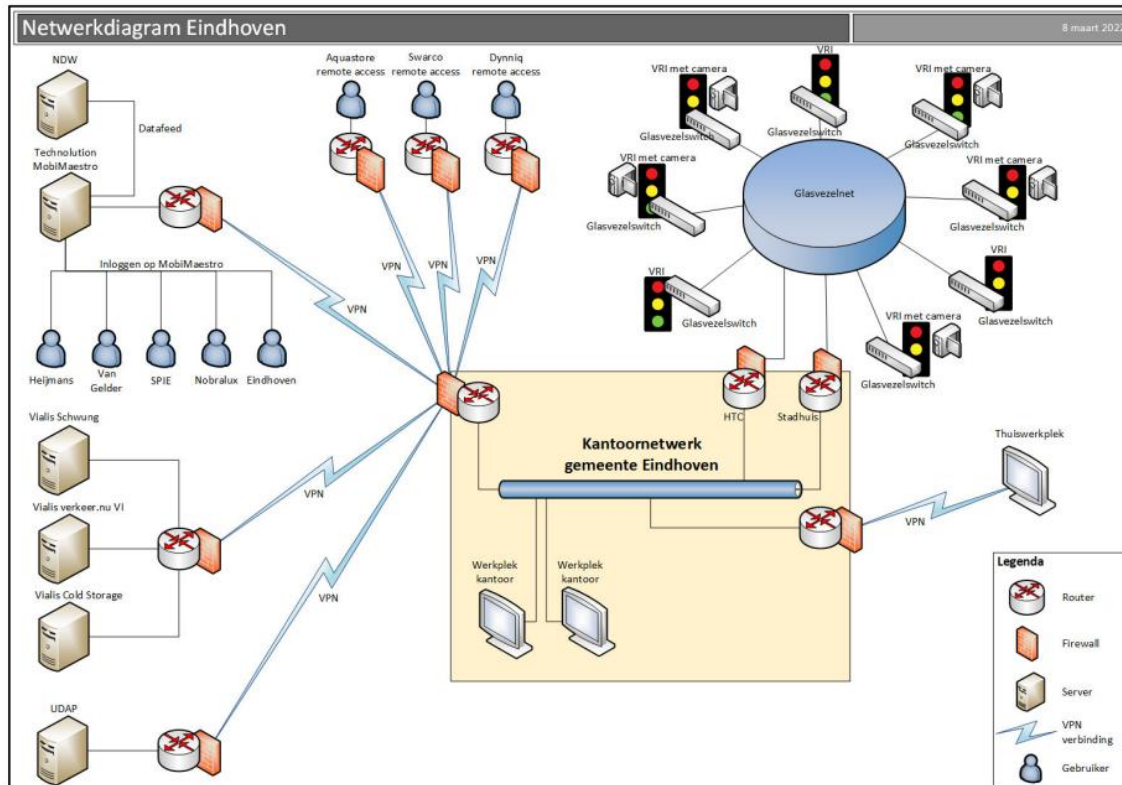 Netwerkdiagram Eindhoven
8 maart 202
NDW
Datafeed
Technolution
MobiMaestro
Inloggen op MobiMaestro
Heijmans
Van
Gelder
SPIE
Nobralux
Eindhoven
Aquastore
remote access
Swarco
remote access
Dynniq
remote access
VPN
VPN
VPN
VPN
VRI met camera
Glasvezelswitch
VRI
Glasvezelswitch
VRI met camera
Glasvezelswitch
VRI met camera
Glasvezelswitch
VRI met camera
Glasvezelswitch
Glasvezelnet
VRI
Glasvezelswitch
VRI
Glasvezelswitch
VRI met camera
Glasvezelswitch
HTC
Stadhuis
Kantoornetwerk
gemeente Eindhoven
Thuiswerkplek
VPN
Werkplek
kantoor
Werkplek
kantoor
Vialis Schwung
Vialis verkeer.nu VI
Vialis Cold Storage
VPN
VPN
UDAP
Legenda
Router
Firewall
Server
VPN
verbinding
Gebruiker